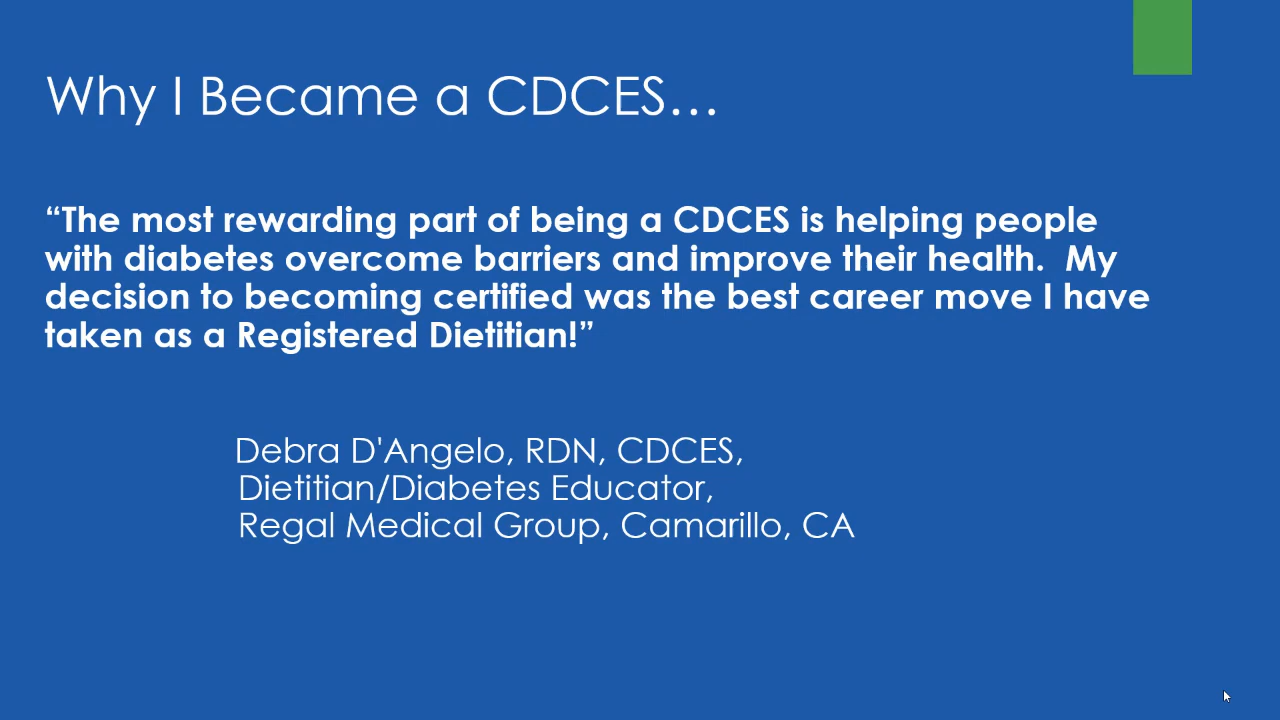 Why I Became a CDCES…
“The most rewarding part of being a CDCES is helping people
with diabetes overcome barriers and improve their health.  My
decision to becoming certified was the best career move I have
taken as a Registered Dietitian!”
Debra D'Angelo, RDN, CDCES,
Dietitian/Diabetes Educator,
Regal Medical Group, Camarillo, CA